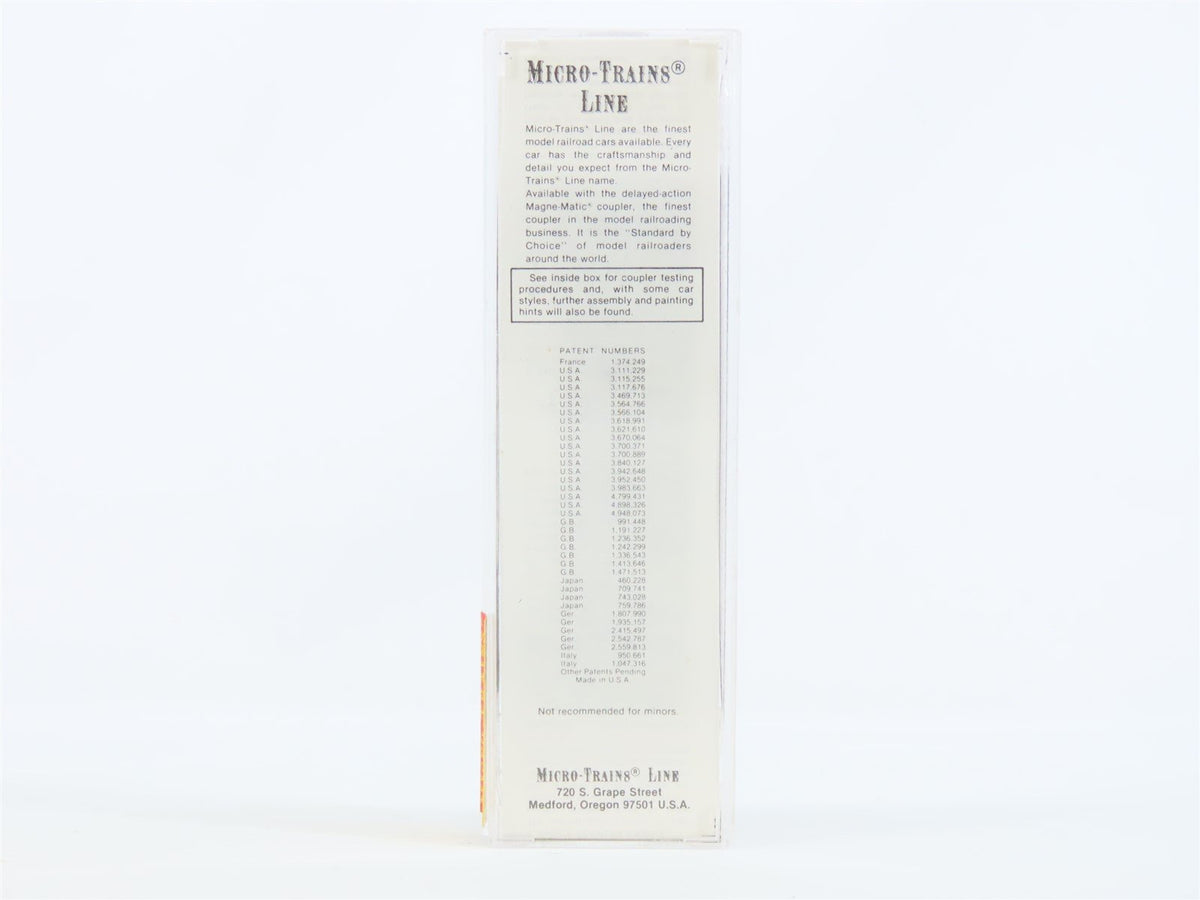 MICRO-TRAINS®
LINE
Micro-Trains® Line are the finest
model railroad cars available. Every
car has the craftsmanship and
detail you expect from the Micro-
Trains® Line name.
Available with the delayed-action
Magne-Matic® coupler, the finest
coupler in the model railroading
business. It is the "Standard by
Choice" of model railroaders
around the world.
See inside box for coupler testing
procedures and, with some car
styles, further assembly and painting
hints will also be found.
PATENT NUMBERS
France 1,374,249
U.S.A. 3,111,229
U.S.A. 3,115,255
U.S.A. 3,117,676
U.S.A. 3,469,713
U.S.A. 3,564,766
U.S.A. 3,566,104
U.S.A. 3,618,991
U.S.A. 3,621,610
U.S.A. 3,670,064
U.S.A. 3,700,371
U.S.A. 3,700,889
U.S.A. 3,840,127
U.S.A. 3,942,648
U.S.A. 3,952,450
U.S.A. 3,983,663
U.S.A. 4,799,431
U.S.A. 4,898,326
U.S.A. 4,948,073
G.B. 991,448
G.B. 1,191,227
G.B. 1,236,352
G.B. 1,242,299
G.B. 1,336,543
G.B. 1,413,646
G.B. 1,471,513
Japan 460,228
Japan 709,741
Japan 743,028
Japan 759,786
Ger 1,807,990
Ger 1,935,157
Ger 2,415,497
Ger 2,542,787
Ger 2,559,813
Italy 950,661
Italy 1,047,316
Other Patents Pending
Made in U.S.A.
Not recommended for minors.
MICRO-TRAINS® LINE
720 S. Grape Street
Medford, Oregon 97501 U.S.A.